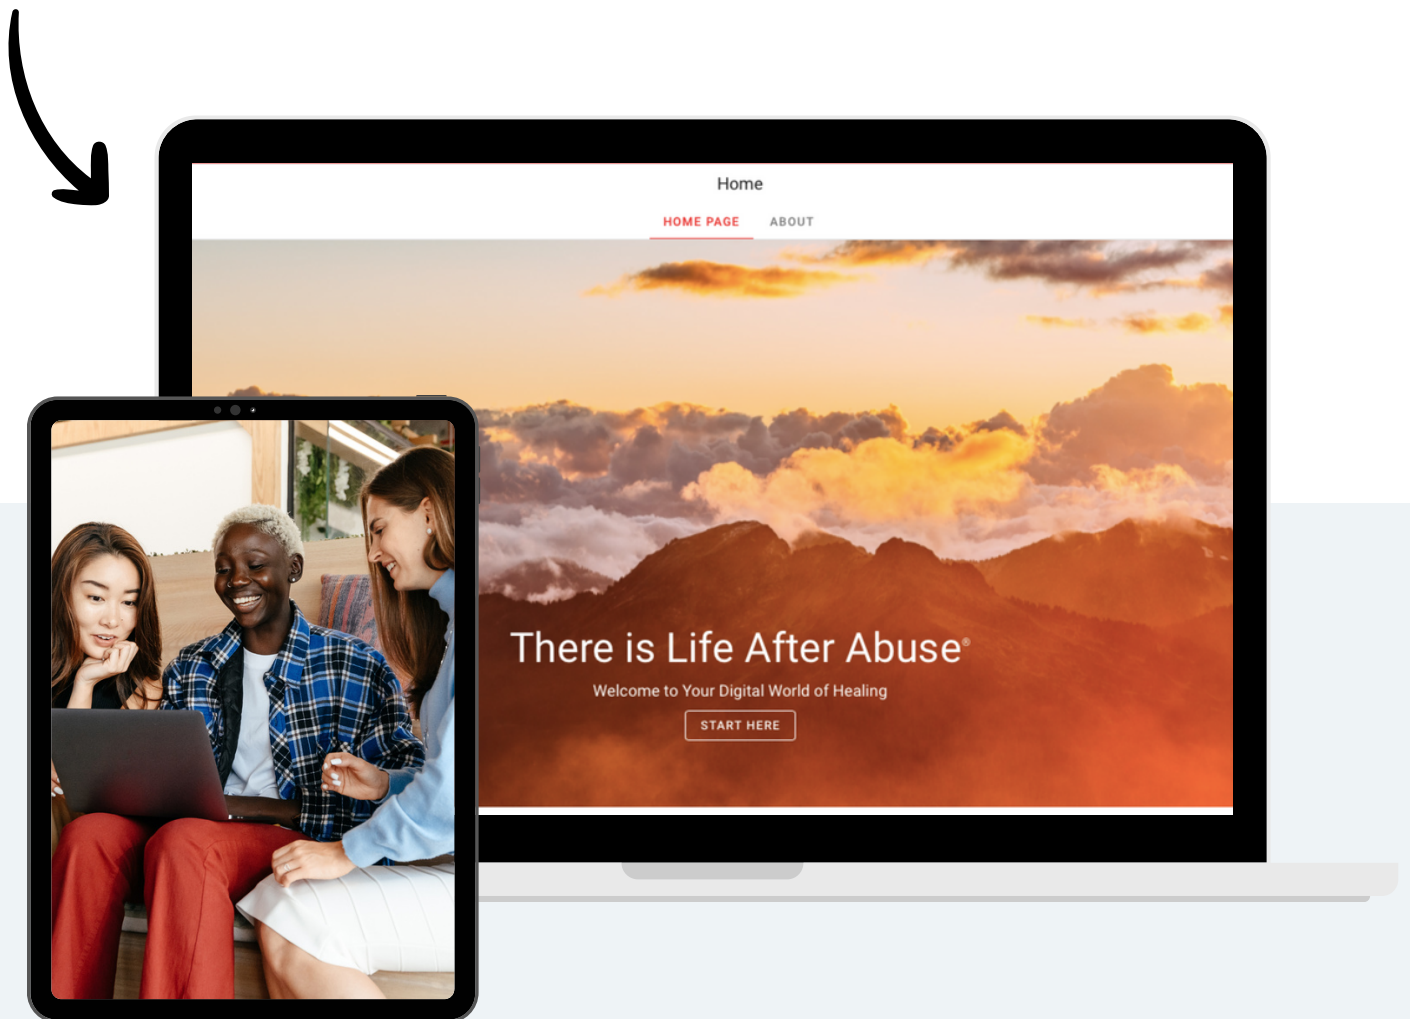 Home
HOME PAGE ABOUT
There is Life After Abuse®
Welcome to Your Digital World of Healing
START HERE